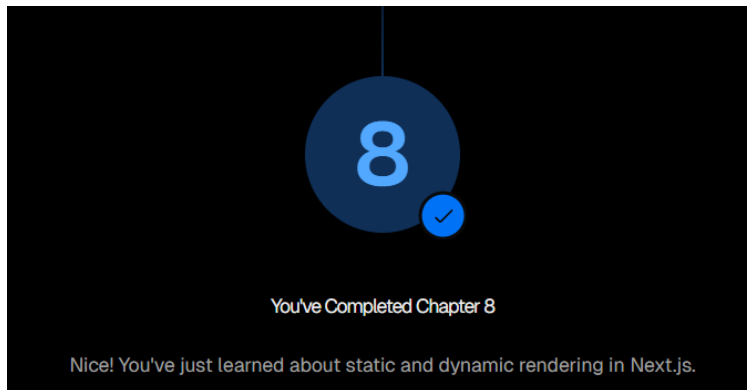 8
You've Completed Chapter 8
Nice! You've just learned about static and dynamic rendering in Next.js.